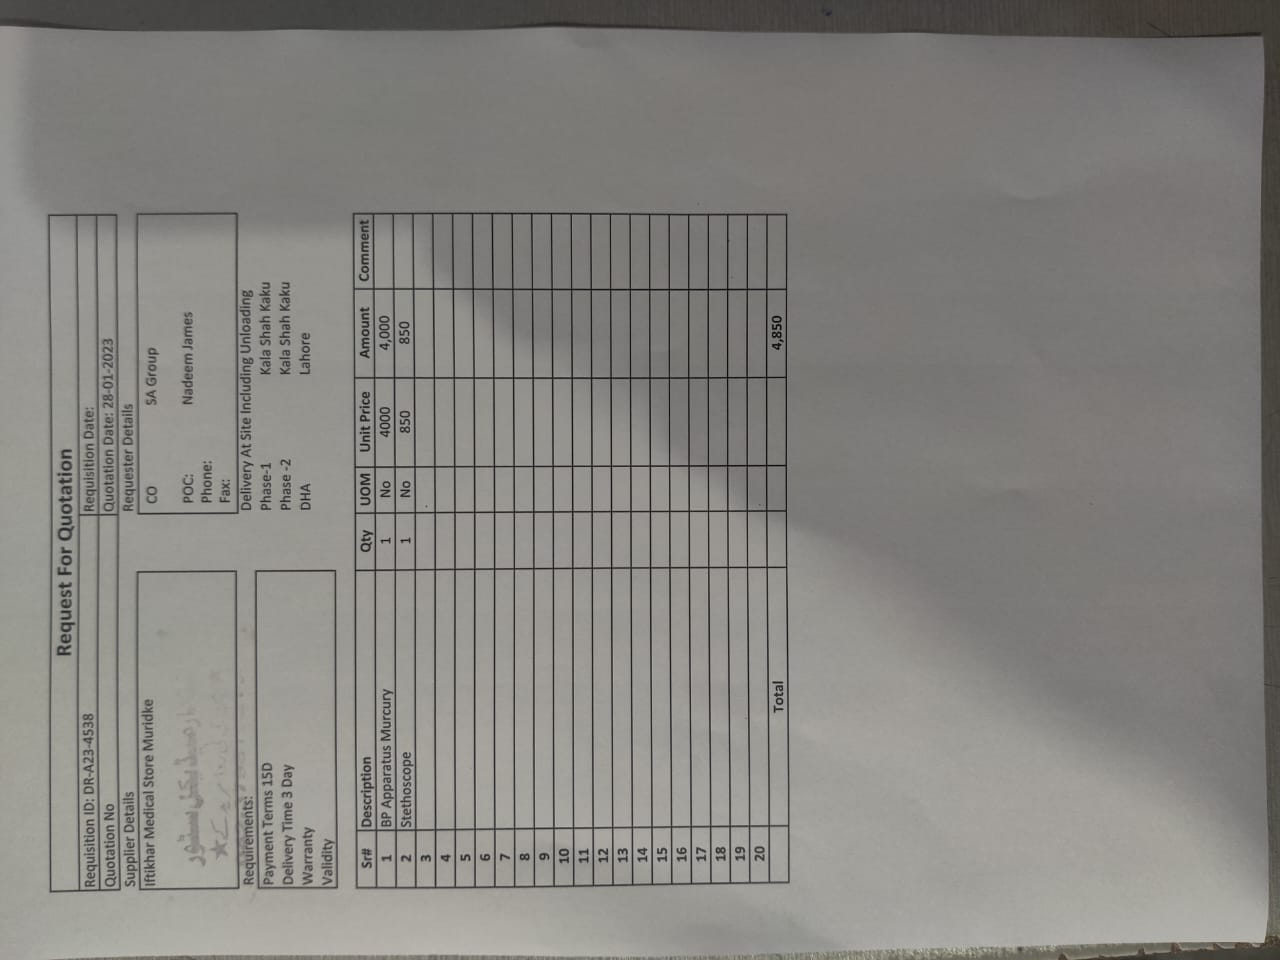 Request For Quotation
Requisition ID: DR-A23-4538 Requisition Date:
Quotation No Quotation Date: 28-01-2023
Supplier Details Requester Details
Iftikhar Medical Store Muridke
CO SA Group
میڈیکل سٹور
POC: Nadeem James
Phone:
Fax:
Requirements: Delivery At Site Including Unloading
Payment Terms 15D Phase-1 Kala Shah Kaku
Delivery Time 3 Day Phase -2 Kala Shah Kaku
Warranty DHA Lahore
Validity
Sr# Description Qty UOM Unit Price Amount Comment
1 BP Apparatus Murcury 1 No 4000 4,000
2 Stethoscope 1 No 850 850
3
4
5
6
7
8
9
10
11
12
13
14
15
16
17
18
19
20
Total 4,850